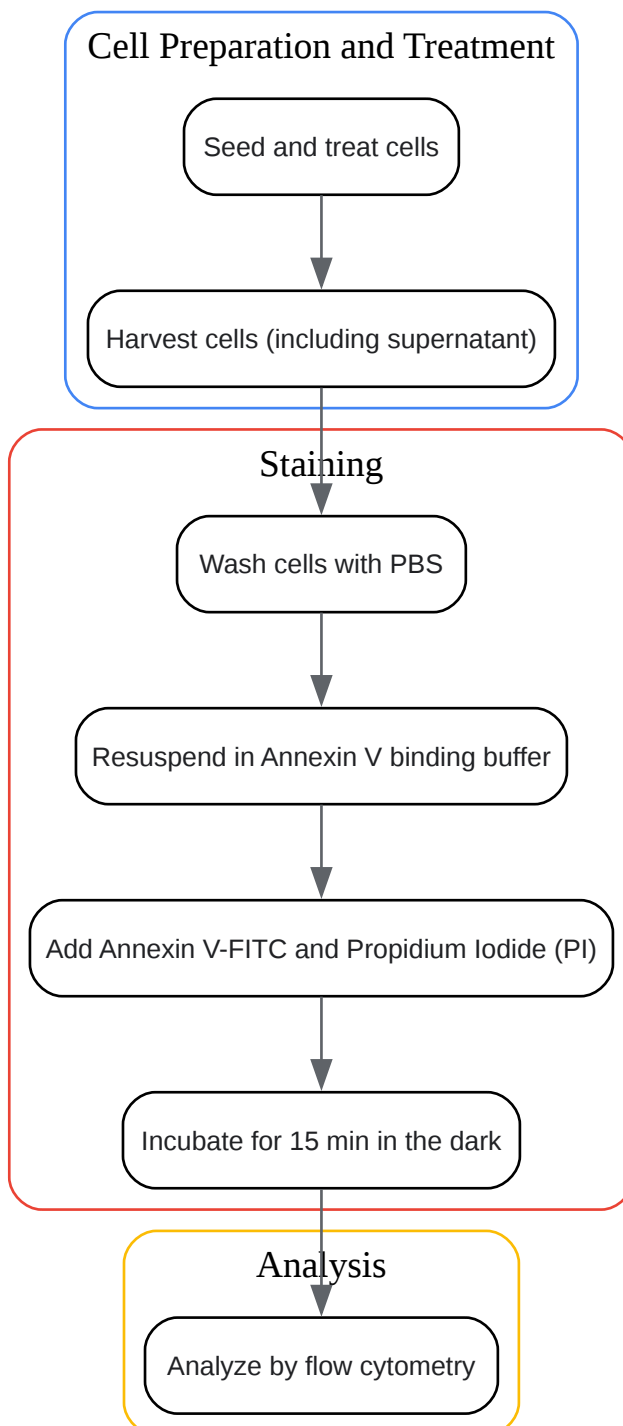 Cell Preparation and Treatment
Seed and treat cells
Harvest cells (including supernatant)
Staining
Wash cells with PBS
Resuspend in Annexin V binding buffer
Add Annexin V-FITC and Propidium Iodide (PI)
Incubate for 15 min in the dark
Analysis
Analyze by flow cytometry